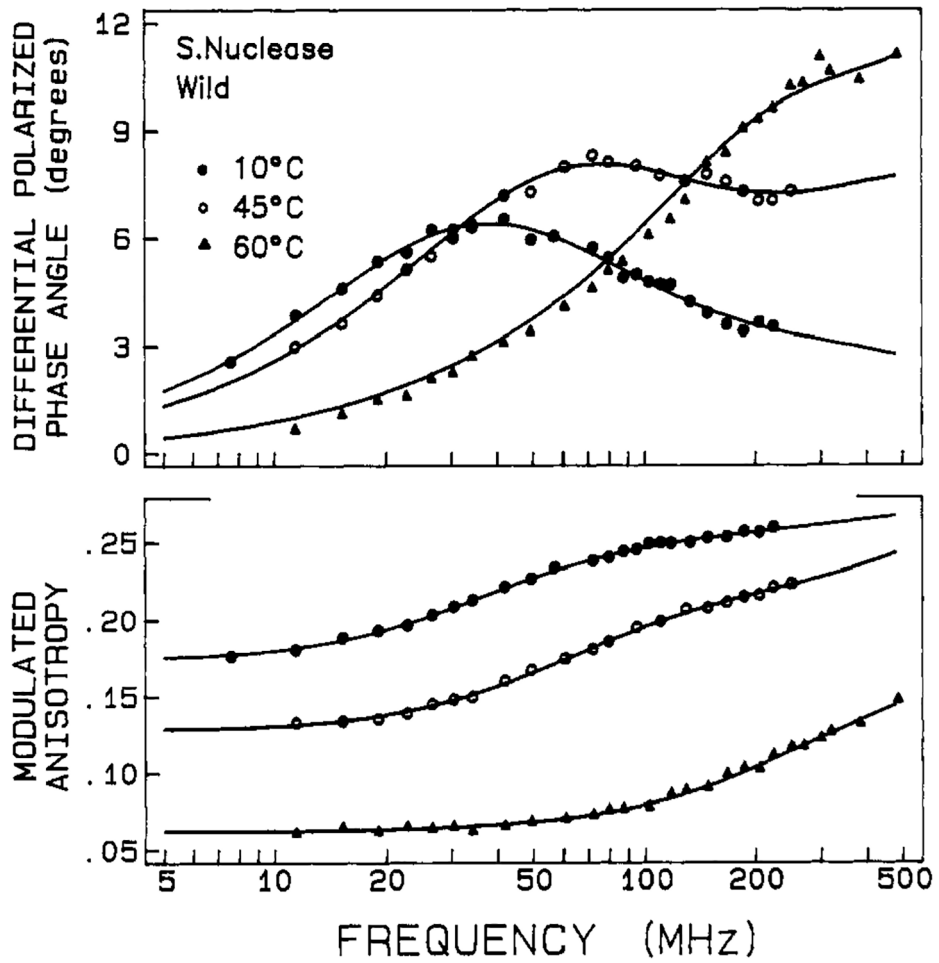 DIFFERENTIAL POLARIZED
PHASE ANGLE (degrees)
12
9
6
3
0
S.Nuclease
Wild
10°C
45°C
60°C
MODULATED
ANISOTROPY
.25
.20
.15
.10
.05
5
10
20
50
100
200
500
FREQUENCY (MHz)